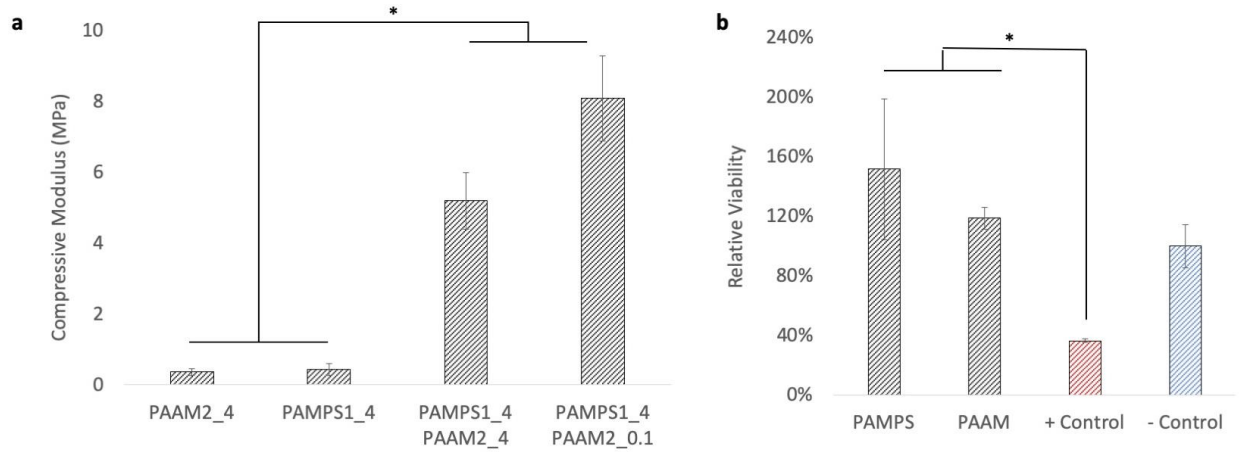 a
*
Compressive Modulus (MPa)
10
8
6
4
2
0
PAAM2_4
PAMPS1_4
PAMPS1_4
PAAM2_4
PAMPS1_4
PAAM2_0.1
b
*
Relative Viability
240%
200%
160%
120%
80%
40%
0%
PAMPS
PAAM
+ Control
- Control